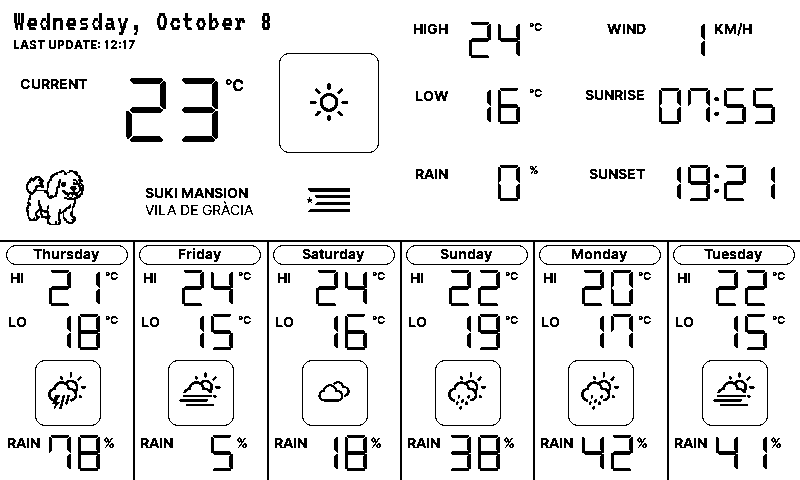 Wednesday, October 8
LAST UPDATE: 12:17
CURRENT 23 °C
SUKI MANSION
VILA DE GRÀCIA
HIGH 24 °C
LOW 16 °C
RAIN 0 %
WIND 1 KM/H
SUNRISE 07:55
SUNSET 19:21
Thursday
HI 21 °C
LO 18 °C
RAIN 78 %
Friday
HI 24 °C
LO 15 °C
RAIN 5 %
Saturday
HI 24 °C
LO 16 °C
RAIN 18 %
Sunday
HI 22 °C
LO 19 °C
RAIN 38 %
Monday
HI 20 °C
LO 17 °C
RAIN 42 %
Tuesday
HI 22 °C
LO 15 °C
RAIN 41 %